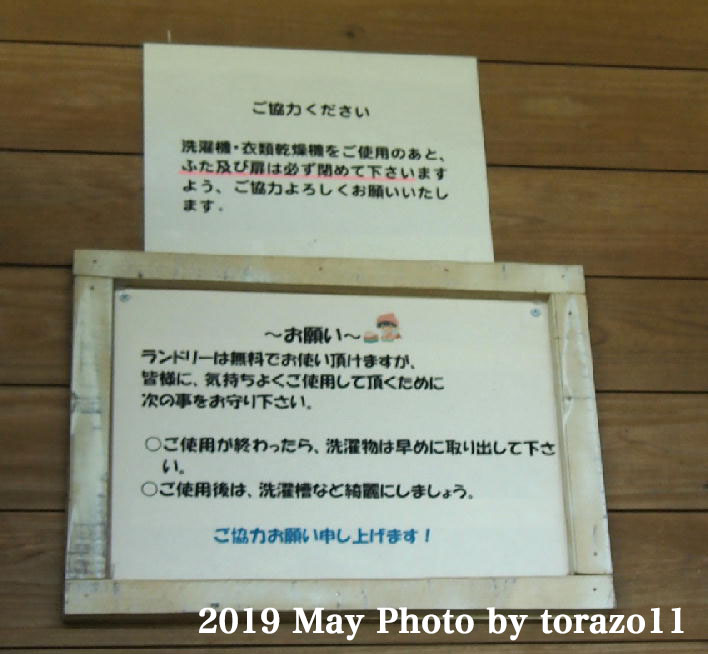 ご協力ください
洗濯機・衣類乾燥機をご使用のあと、
ふた及び扉は必ず閉めて下さいます
よう、ご協力よろしくお願いいたし
ます。
～お願い～
ランドリーは無料でお使い頂けますが、
皆様に、気持ちよくご使用して頂くために
次の事をお守り下さい。
○ご使用が終わったら、洗濯物は早めに取り出して下さ
い。
○ご使用後は、洗濯槽など綺麗にしましょう。
ご協力お願い申し上げます！
2019 May Photo by torazo11